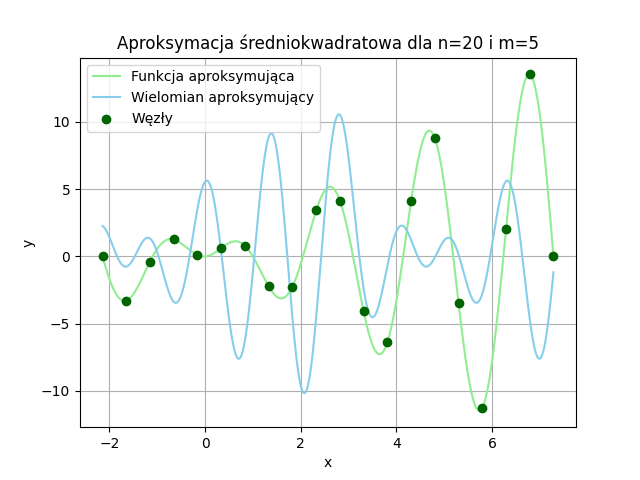 Aproksymacja średniokwadratowa dla n=20 i m=5
Funkcja aproksymująca
Wielomian aproksymujący
Węzły
10
5
0
−5
−10
y
−2
0
2
4
6
x